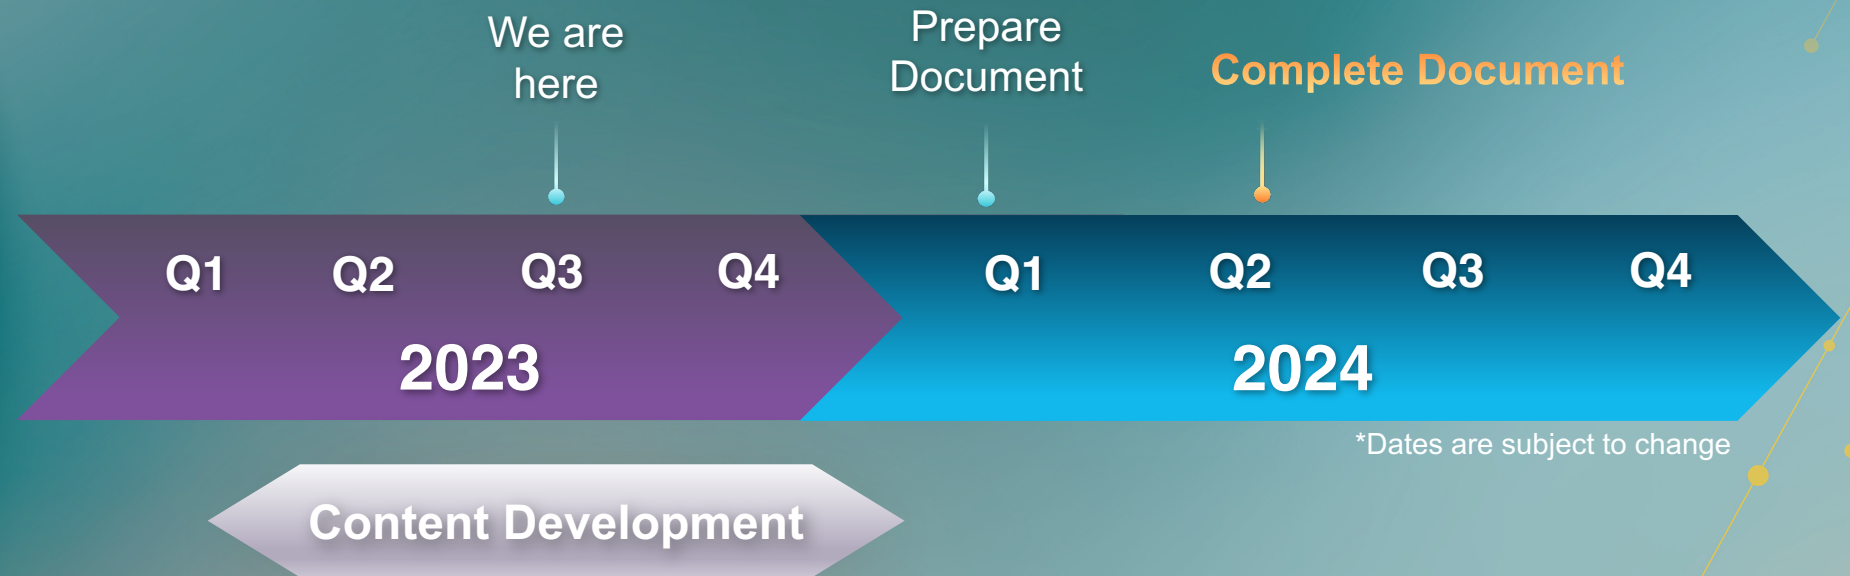 We are
here
Prepare
Document
Complete Document
Q1 Q2 Q3 Q4 Q1 Q2 Q3 Q4
2023 2024
*Dates are subject to change
Content Development